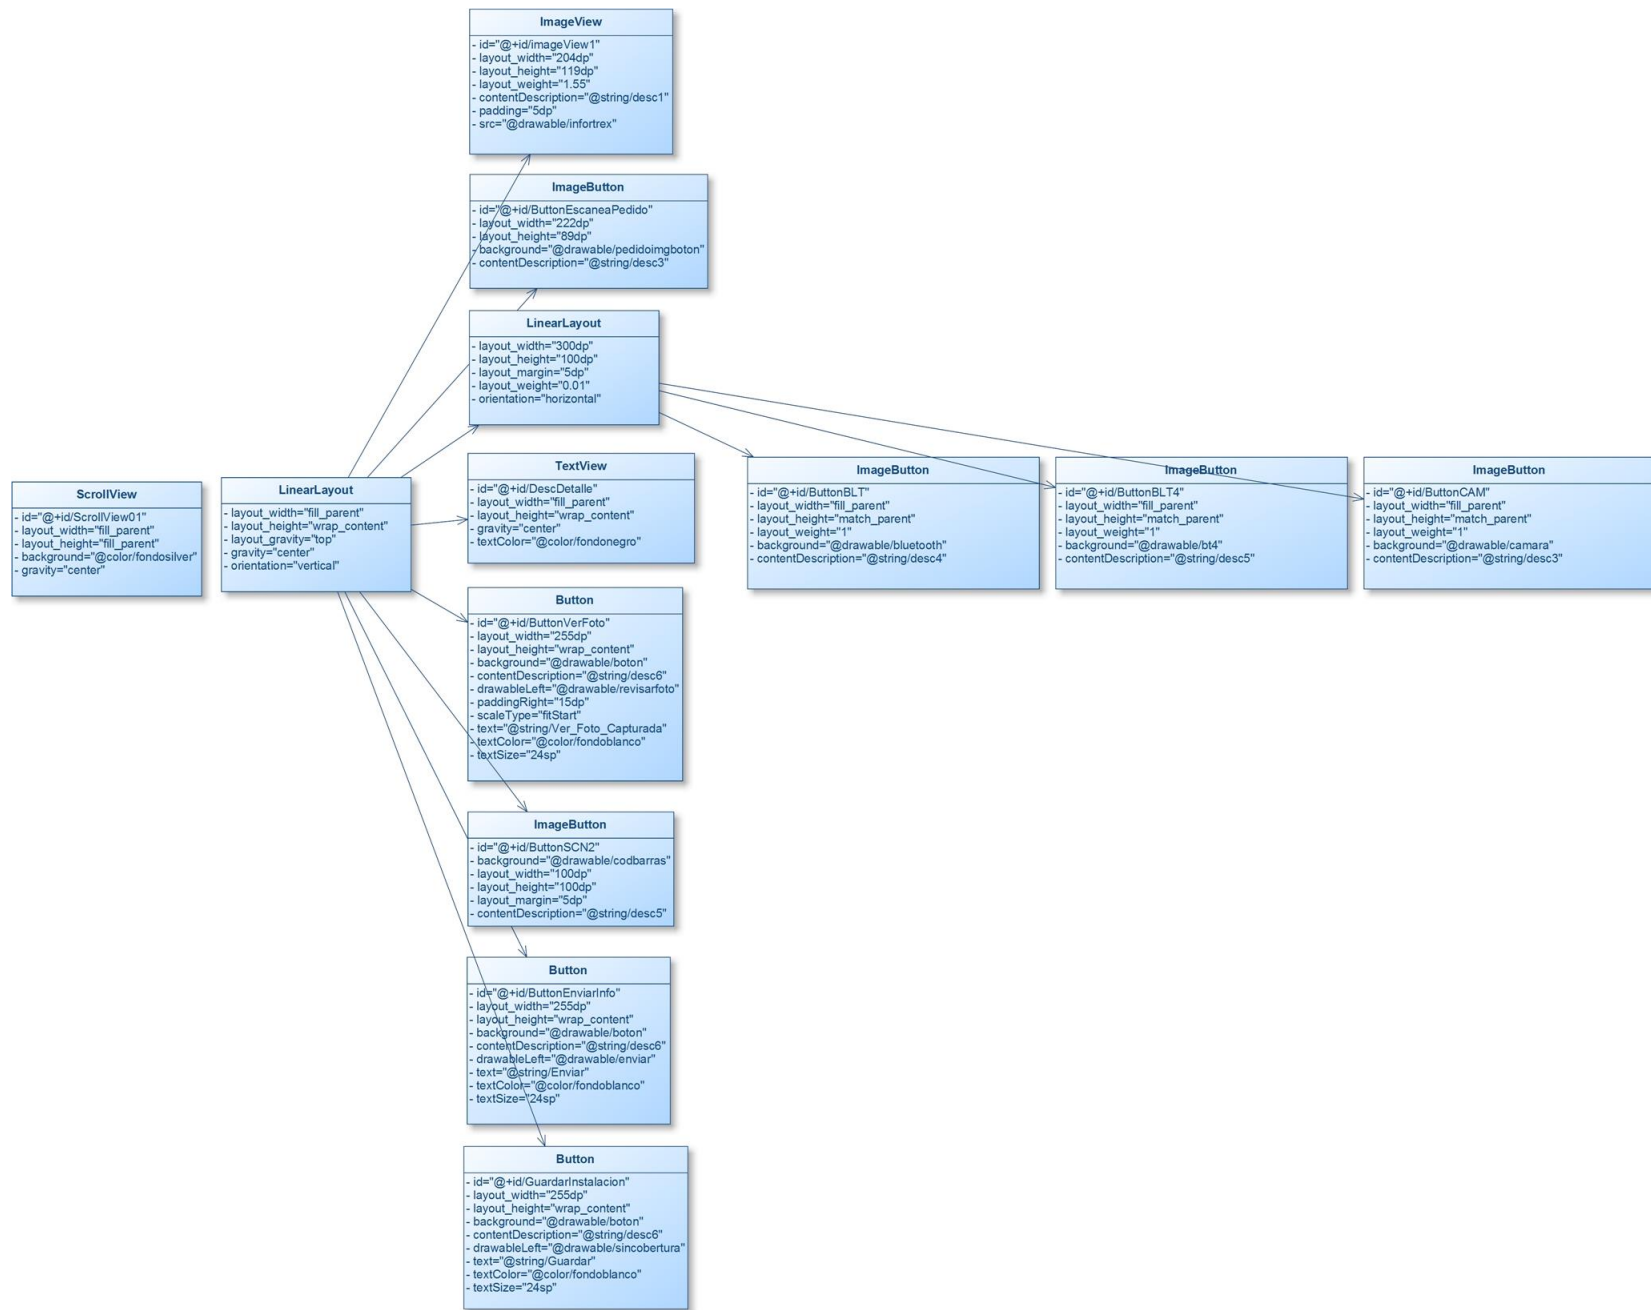 ImageView
- id="@+id/imageView1"
- layout_width="204dp"
- layout_height="119dp"
- layout_weight="1.55"
- contentDescription="@string/desc1"
- padding="5dp"
- src="@drawable/infortrex"
ImageButton
- id="@+id/ButtonEscaneaPedido"
- layout_width="222dp"
- layout_height="89dp"
- background="@drawable/pedidoimgboton"
- contentDescription="@string/desc3"
LinearLayout
- layout_width="300dp"
- layout_height="100dp"
- layout_margin="5dp"
- layout_weight="0.01"
- orientation="horizontal"
ScrollView
- id="@+id/ScrollView01"
- layout_width="fill_parent"
- layout_height="fill_parent"
- background="@color/fondosilver"
- gravity="center"
LinearLayout
- layout_width="fill_parent"
- layout_height="wrap_content"
- layout_gravity="top"
- gravity="center"
- orientation="vertical"
TextView
- id="@+id/DescDetalle"
- layout_width="fill_parent"
- layout_height="wrap_content"
- gravity="center"
- textColor="@color/fondonegro"
ImageButton
- id="@+id/ButtonBLT"
- layout_width="fill_parent"
- layout_height="match_parent"
- layout_weight="1"
- background="@drawable/bluetooth"
- contentDescription="@string/desc4"
ImageButton
- id="@+id/ButtonBLT4"
- layout_width="fill_parent"
- layout_height="match_parent"
- layout_weight="1"
- background="@drawable/bt4"
- contentDescription="@string/desc5"
ImageButton
- id="@+id/ButtonCAM"
- layout_width="fill_parent"
- layout_height="match_parent"
- layout_weight="1"
- background="@drawable/camara"
- contentDescription="@string/desc3"
Button
- id="@+id/ButtonVerFoto"
- layout_width="255dp"
- layout_height="wrap_content"
- background="@drawable/boton"
- contentDescription="@string/desc6"
- drawableLeft="@drawable/revisarfoto"
- paddingRight="15dp"
- scaleType="fitStart"
- text="@string/Ver_Foto_Capturada"
- textColor="@color/fondoblanco"
- textSize="24sp"
ImageButton
- id="@+id/ButtonSCN2"
- background="@drawable/codbarras"
- layout_width="100dp"
- layout_height="100dp"
- layout_margin="5dp"
- contentDescription="@string/desc5"
Button
- id="@+id/ButtonEnviarInfo"
- layout_width="255dp"
- layout_height="wrap_content"
- background="@drawable/boton"
- contentDescription="@string/desc6"
- drawableLeft="@drawable/enviar"
- text="@string/Enviar"
- textColor="@color/fondoblanco"
- textSize="24sp"
Button
- id="@+id/GuardarInstalacion"
- layout_width="255dp"
- layout_height="wrap_content"
- background="@drawable/boton"
- contentDescription="@string/desc6"
- drawableLeft="@drawable/sincobertura"
- text="@string/Guardar"
- textColor="@color/fondoblanco"
- textSize="24sp"